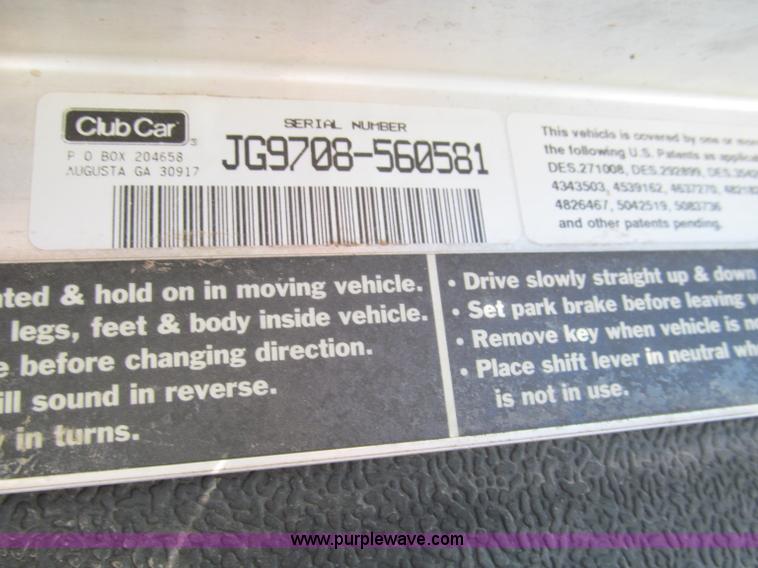 Club Car
P O BOX 204658
AUGUSTA GA 30917
SERIAL NUMBER
JG9708-560581
This vehicle is covered by one or mor
the following U.S. Patents as applicat
DES.271008, DES.292899, DES.
4343503, 4539162, 4637270,
4826467, 5042519, 5083736
and other patents pending.
ated & hold on in moving vehicle.
legs, feet & body inside vehicle.
e before changing direction.
ill sound in reverse.
in turns.
• Drive slowly straight up & down
• Set park brake before leaving v
• Remove key when vehicle is no
• Place shift lever in neutral wh
is not in use.
www.purplewave.com